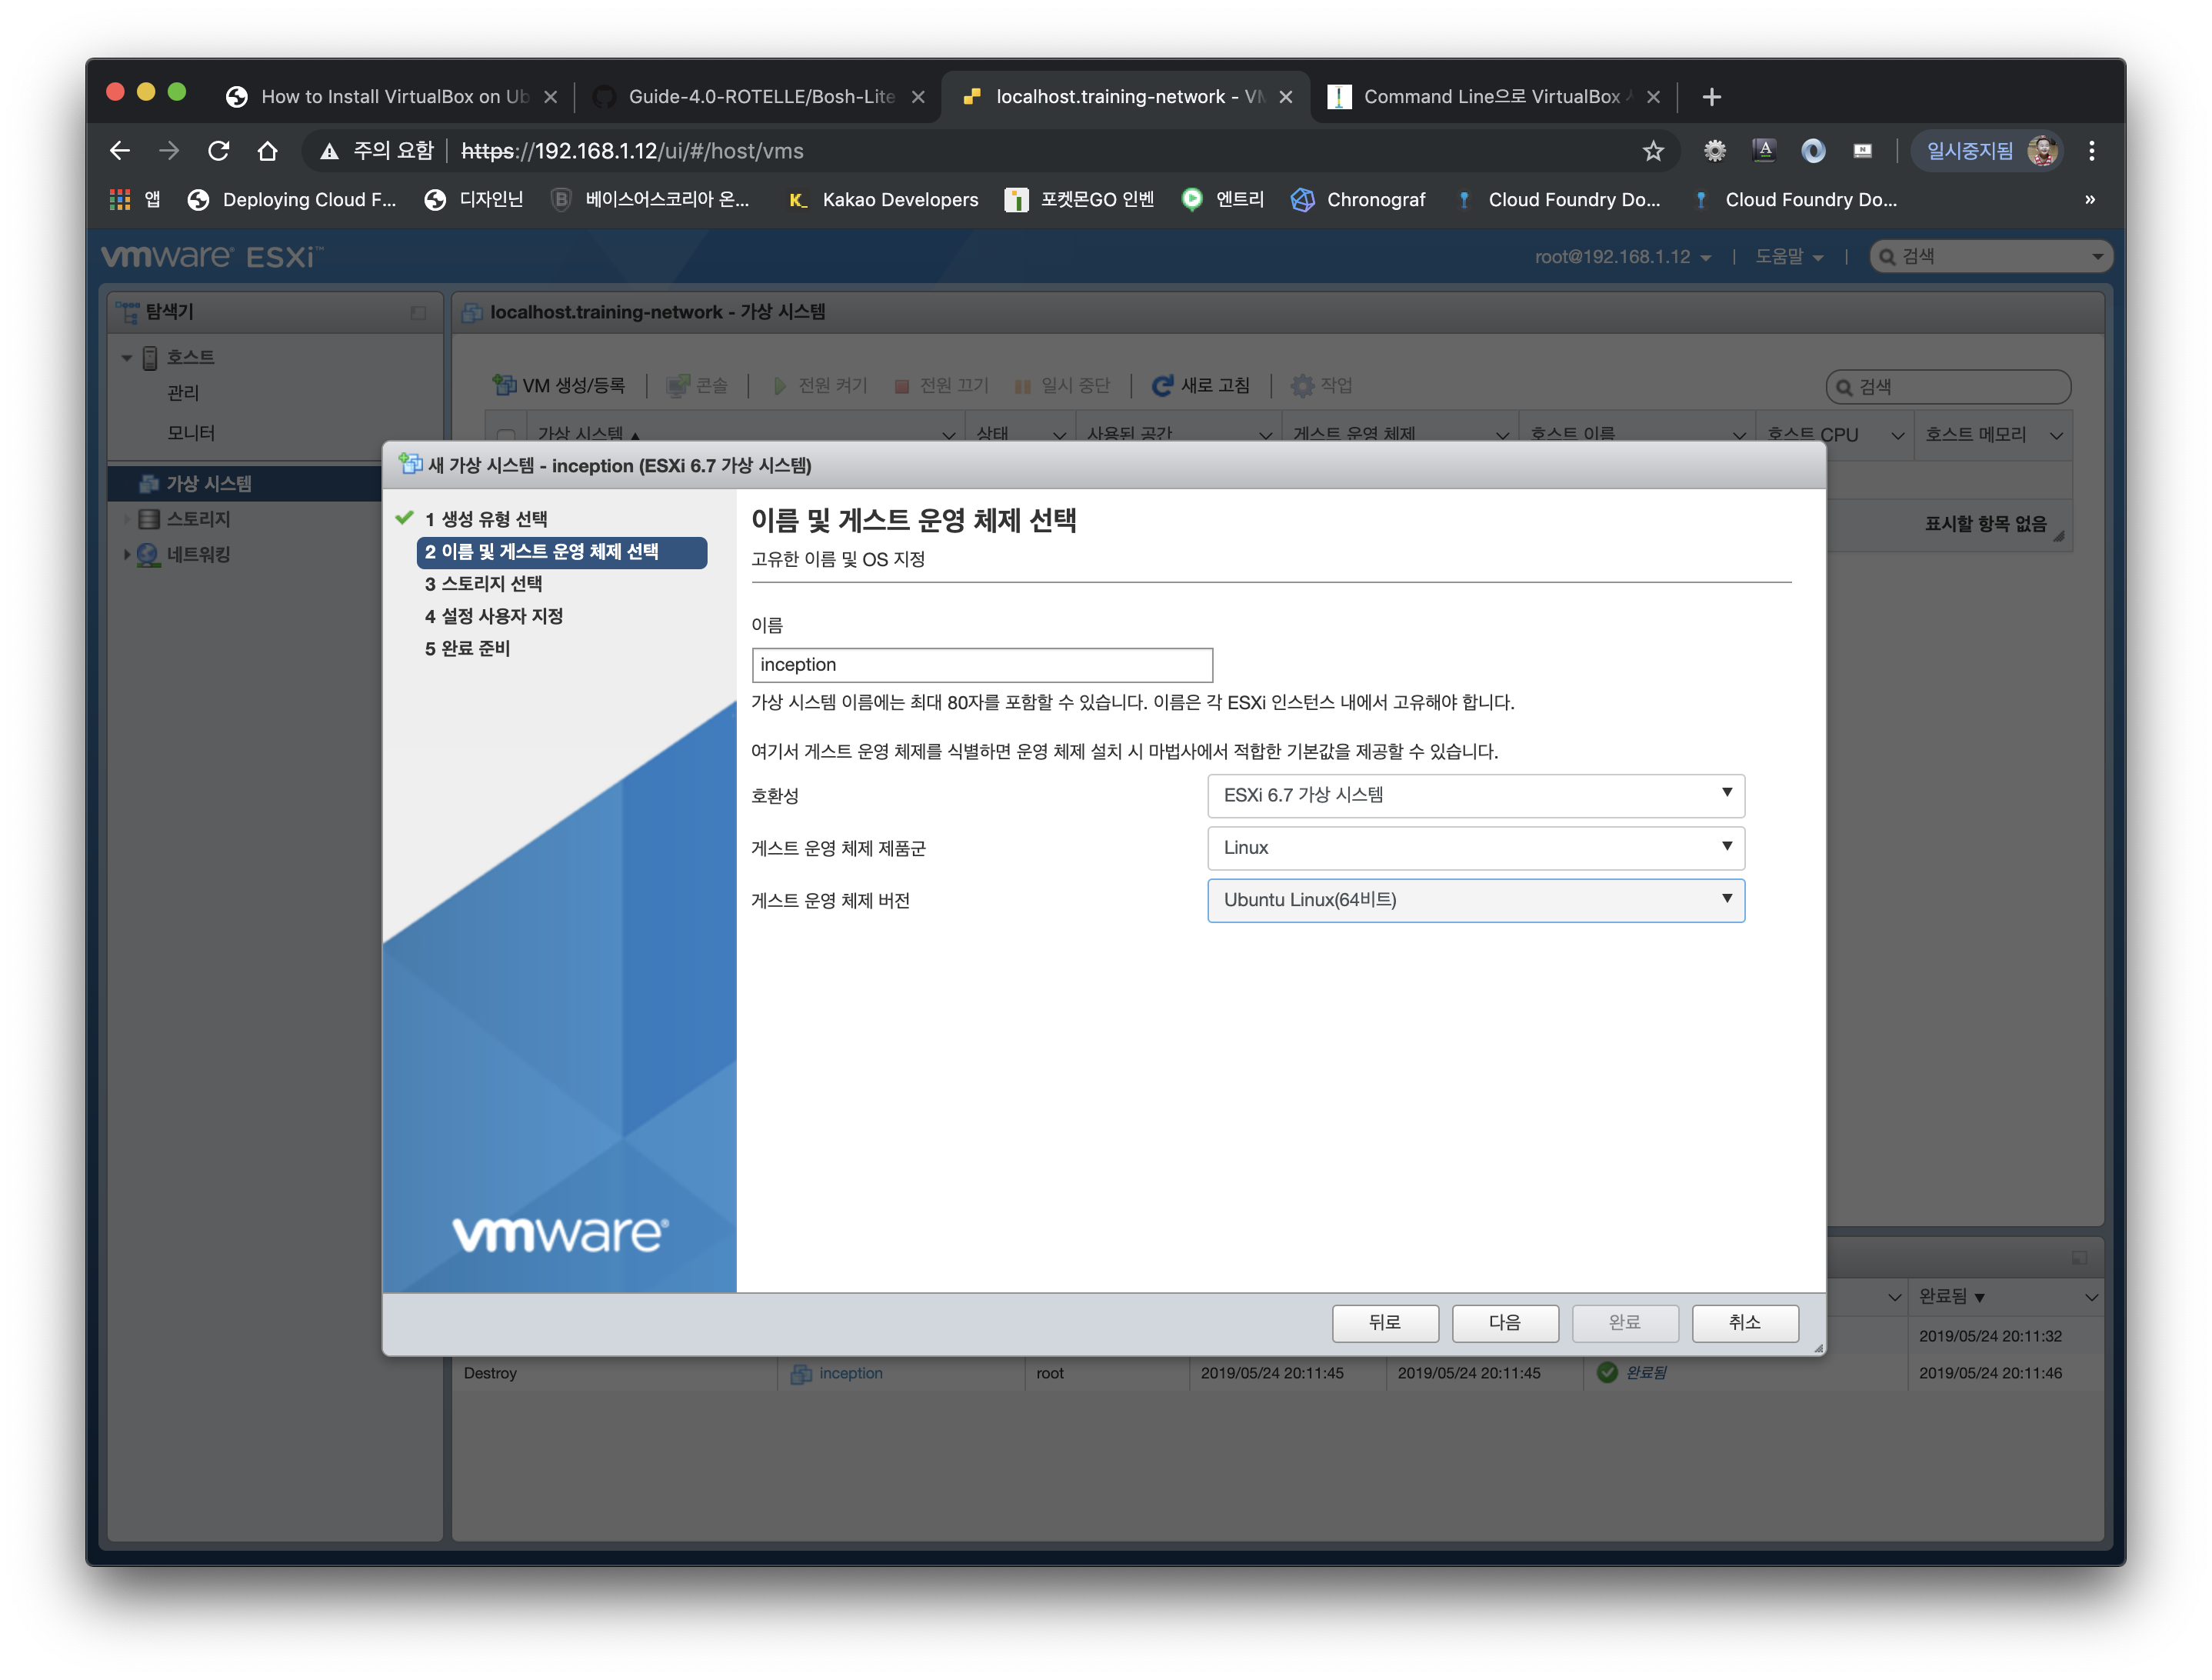 How to Install VirtualBox on Ub
Guide-4.0-ROTELLE/Bosh-Lite
localhost.training-network - VM
Command Line으로 VirtualBox
주의 요함
https://192.168.1.12/ui/#/host/vms
일시중지됨
앱
Deploying Cloud F...
디자인닌
베이스어스코리아 온...
Kakao Developers
포켓몬GO 인벤
엔트리
Chronograf
Cloud Foundry Do...
Cloud Foundry Do...
»
vmware® ESXi™
root@192.168.1.12
도움말
검색
탐색기
호스트
관리
모니터
가상 시스템
스토리지
네트워킹
localhost.training-network - 가상 시스템
VM 생성/등록
콘솔
전원 켜기
전원 끄기
일시 중단
새로 고침
작업
검색
가상 시스템 ▲
상태
사용된 공간
게스트 운영 체제
호스트 이름
호스트 CPU
호스트 메모리
표시할 항목 없음
새 가상 시스템 - inception (ESXi 6.7 가상 시스템)
1 생성 유형 선택
2 이름 및 게스트 운영 체제 선택
3 스토리지 선택
4 설정 사용자 지정
5 완료 준비
vmware®
이름 및 게스트 운영 체제 선택
고유한 이름 및 OS 지정
이름
inception
가상 시스템 이름에는 최대 80자를 포함할 수 있습니다. 이름은 각 ESXi 인스턴스 내에서 고유해야 합니다.
여기서 게스트 운영 체제를 식별하면 운영 체제 설치 시 마법사에서 적합한 기본값을 제공할 수 있습니다.
호환성
ESXi 6.7 가상 시스템
게스트 운영 체제 제품군
Linux
게스트 운영 체제 버전
Ubuntu Linux(64비트)
뒤로
다음
완료
취소
완료됨 ▼
2019/05/24 20:11:32
Destroy
inception
root
2019/05/24 20:11:45
2019/05/24 20:11:45
완료됨
2019/05/24 20:11:46